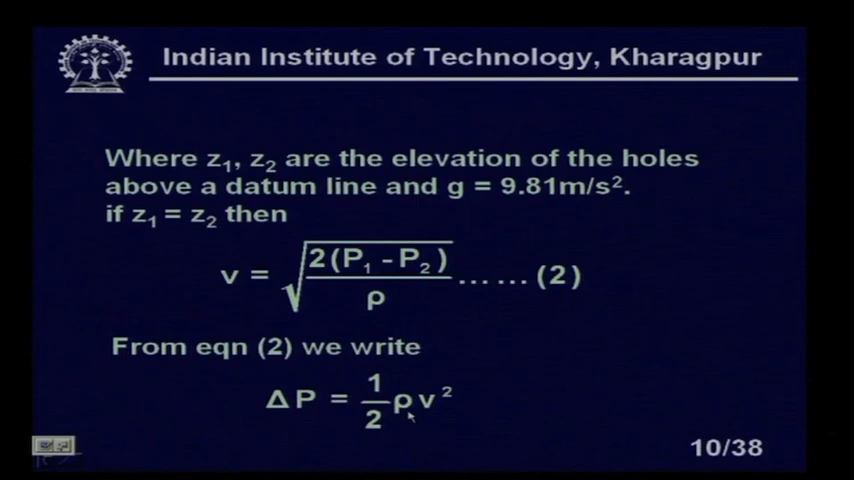 Indian Institute of Technology, Kharagpur
Where z₁, z₂ are the elevation of the holes
above a datum line and g = 9.81m/s².
if z₁ = z₂ then
v = √(2(P₁ - P₂) / ρ) ...... (2)
From eqn (2) we write
ΔP = 1/2 ρv²
10/38